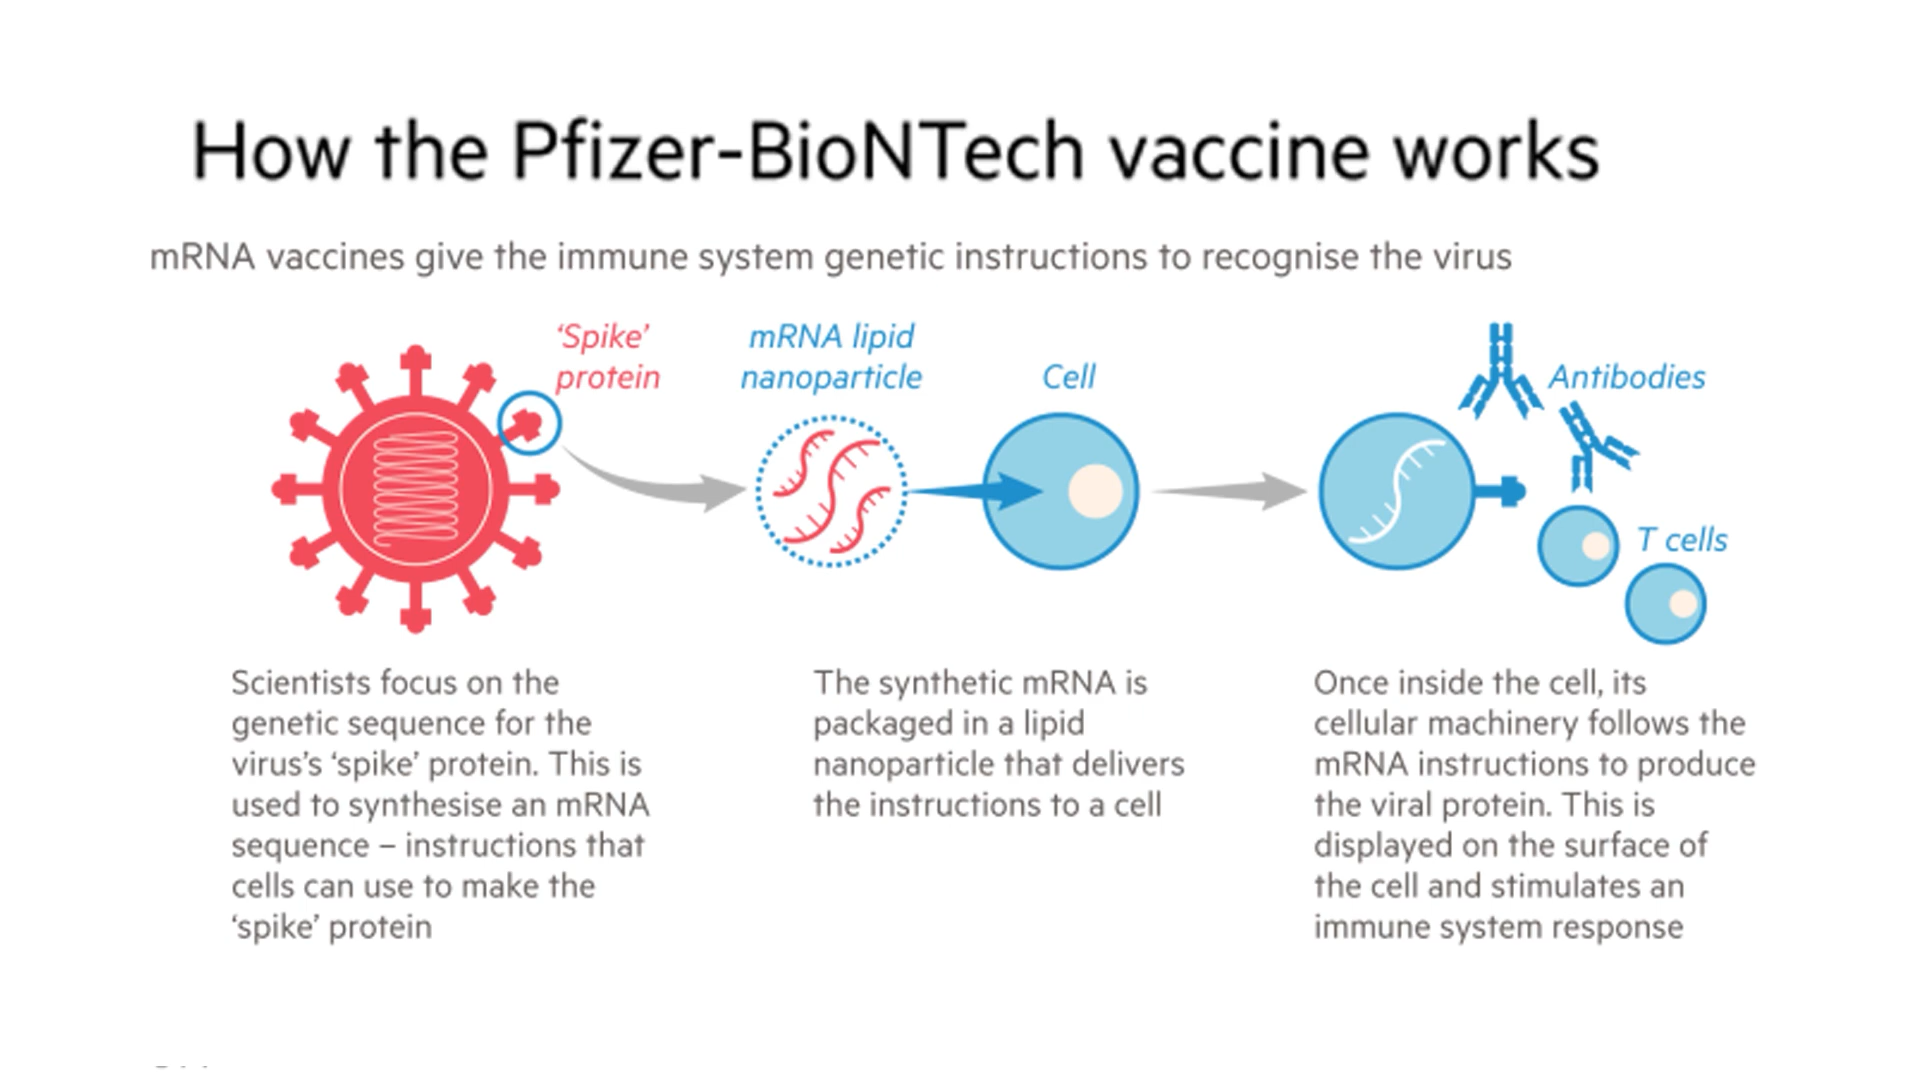 How the Pfizer-BioNTech vaccine works
mRNA vaccines give the immune system genetic instructions to recognise the virus
‘Spike’
protein
mRNA lipid
nanoparticle
Cell
Antibodies
T cells
Scientists focus on the
genetic sequence for the
virus’s ‘spike’ protein. This is
used to synthesise an mRNA
sequence – instructions that
cells can use to make the
‘spike’ protein
The synthetic mRNA is
packaged in a lipid
nanoparticle that delivers
the instructions to a cell
Once inside the cell, its
cellular machinery follows the
mRNA instructions to produce
the viral protein. This is
displayed on the surface of
the cell and stimulates an
immune system response